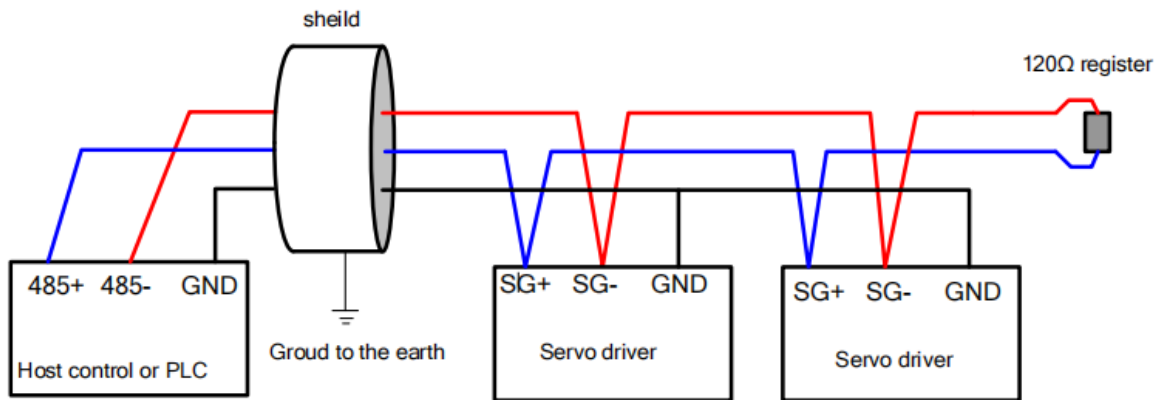 sheild
120Ω register
485+ 485- GND
Host control or PLC
Groud to the earth
SG+ SG- GND
Servo driver
SG+ SG- GND
Servo driver